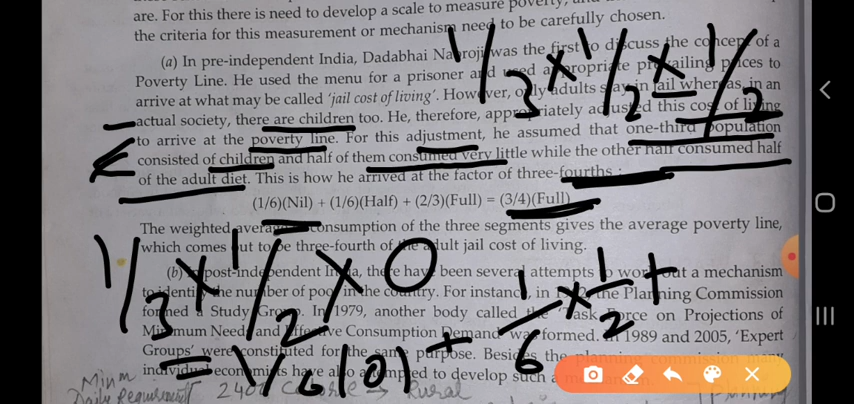 are. For this there is need to develop a scale to measure poverty, and
the criteria for this measurement or mechanism need to be carefully chosen.
(a) In pre-independent India, Dadabhai Naoroji was the first to discuss the concept of a
Poverty Line. He used the menu for a prisoner and used appropriate prevailing prices to
arrive at what may be called 'jail cost of living'. However, only adults stay in jail whereas, in an
actual society, there are children too. He, therefore, appropriately adjusted this cost of living
to arrive at the poverty line. For this adjustment, he assumed that one-third population
consisted of children and half of them consumed very little while the other half consumed half
of the adult diet. This is how he arrived at the factor of three-fourths :
(1/6)(Nil) + (1/6)(Half) + (2/3)(Full) = (3/4)(Full)
The weighted average consumption of the three segments gives the average poverty line,
which comes out to be three-fourth of the adult jail cost of living.
(b) In post-independent India, there have been several attempts to work out a mechanism
to identify the number of poor in the country. For instance, in the Planning Commission
formed a Study Group. In 1979, another body called the 'Task Force on Projections of
Minimum Needs and Effective Consumption Demand' was formed. In 1989 and 2005, 'Expert
Groups' were constituted for the same purpose. Besides the planning commission many
individual economists have also attempted to develop such a
1/3 × 1/2 × 1/2
1/3 × 1/2 × 0
= 1/6 (0) + 1/6 × 1/2 +
Minm
Daily Requirement 2400 → Rural